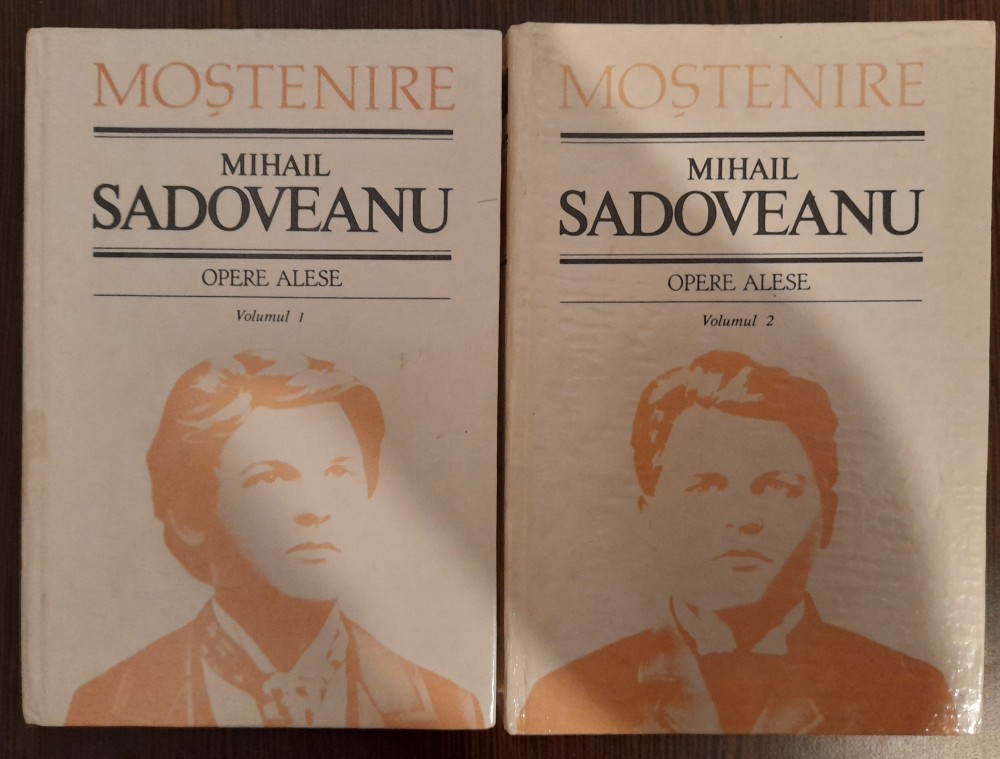 MOȘTENIRE
MIHAIL
SADOVEANU
OPERE ALESE
Volumul 1
MOȘTENIRE
MIHAIL
SADOVEANU
OPERE ALESE
Volumul 2